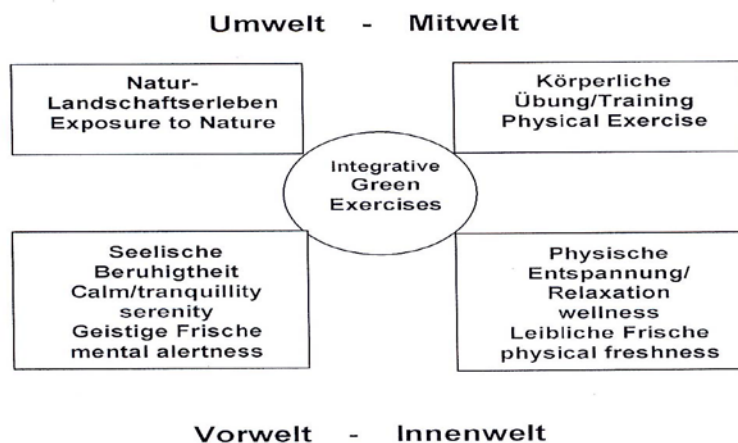 Umwelt - Mitwelt
Natur-
Landschaftserleben
Exposure to Nature
Körperliche
Übung/Training
Physical Exercise
Integrative
Green
Exercises
Seelische
Beruhigtheit
Calm/tranquillity
serenity
Geistige Frische
mental alertness
Physische
Entspannung/
Relaxation
wellness
Leibliche Frische
physical freshness
Vorwelt - Innenwelt